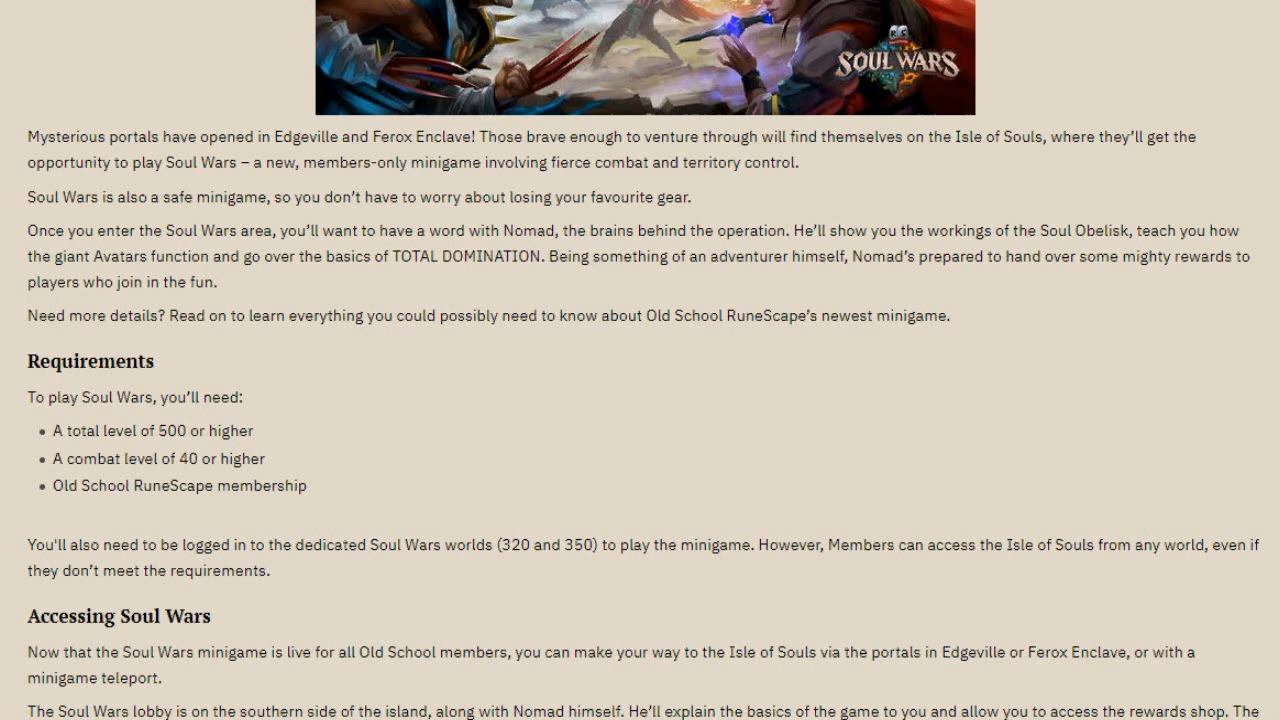 SOUL WARS
Mysterious portals have opened in Edgeville and Ferox Enclave! Those brave enough to venture through will find themselves on the Isle of Souls, where they’ll get the
opportunity to play Soul Wars – a new, members-only minigame involving fierce combat and territory control.
Soul Wars is also a safe minigame, so you don’t have to worry about losing your favourite gear.
Once you enter the Soul Wars area, you’ll want to have a word with Nomad, the brains behind the operation. He’ll show you the workings of the Soul Obelisk, teach you how
the giant Avatars function and go over the basics of TOTAL DOMINATION. Being something of an adventurer himself, Nomad’s prepared to hand over some mighty rewards to
players who join in the fun.
Need more details? Read on to learn everything you could possibly need to know about Old School RuneScape’s newest minigame.
Requirements
To play Soul Wars, you’ll need:
• A total level of 500 or higher
• A combat level of 40 or higher
• Old School RuneScape membership
You'll also need to be logged in to the dedicated Soul Wars worlds (320 and 350) to play the minigame. However, Members can access the Isle of Souls from any world, even if
they don’t meet the requirements.
Accessing Soul Wars
Now that the Soul Wars minigame is live for all Old School members, you can make your way to the Isle of Souls via the portals in Edgeville or Ferox Enclave, or with a
minigame teleport.
The Soul Wars lobby is on the southern side of the island, along with Nomad himself. He’ll explain the basics of the game to you and allow you to access the rewards shop. The